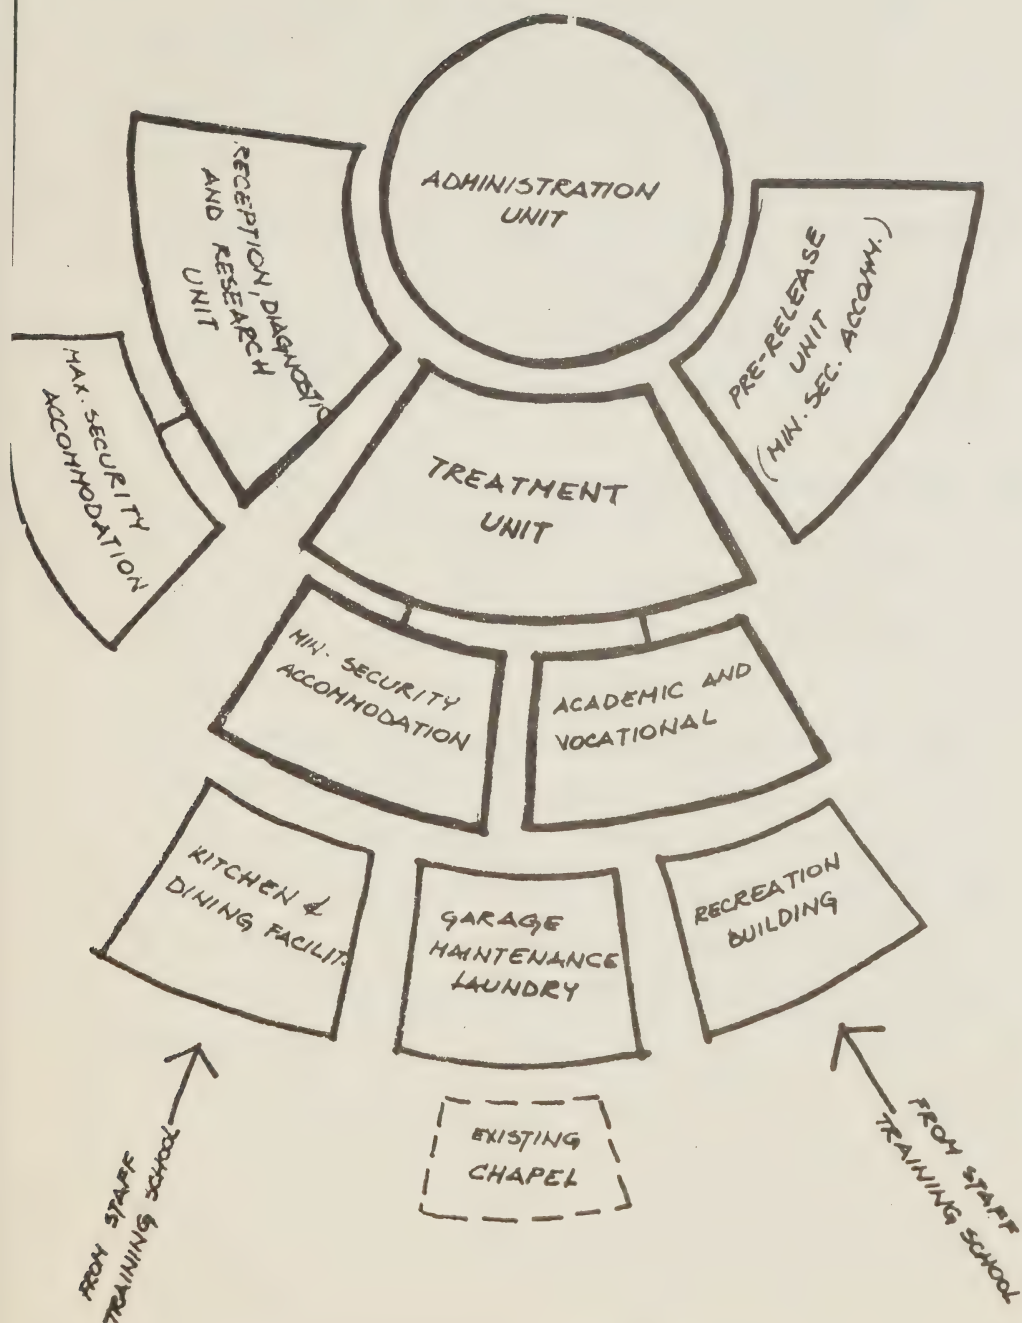 ADMINISTRATION
UNIT
RECEPTION, DIAGNOSTIC
AND RESEARCH
UNIT
PRE-RELEASE
UNIT
(MIN. SEC. ACCOMM.)
MAX. SECURITY
ACCOMMODATION
TREATMENT
UNIT
MIN. SECURITY
ACCOMMODATION
ACADEMIC AND
VOCATIONAL
KITCHEN &
DINING FACILIT.
GARAGE
MAINTENANCE
LAUNDRY
RECREATION
BUILDING
EXISTING
CHAPEL
FROM STAFF
TRAINING SCHOOL
FROM STAFF
TRAINING SCHOOL